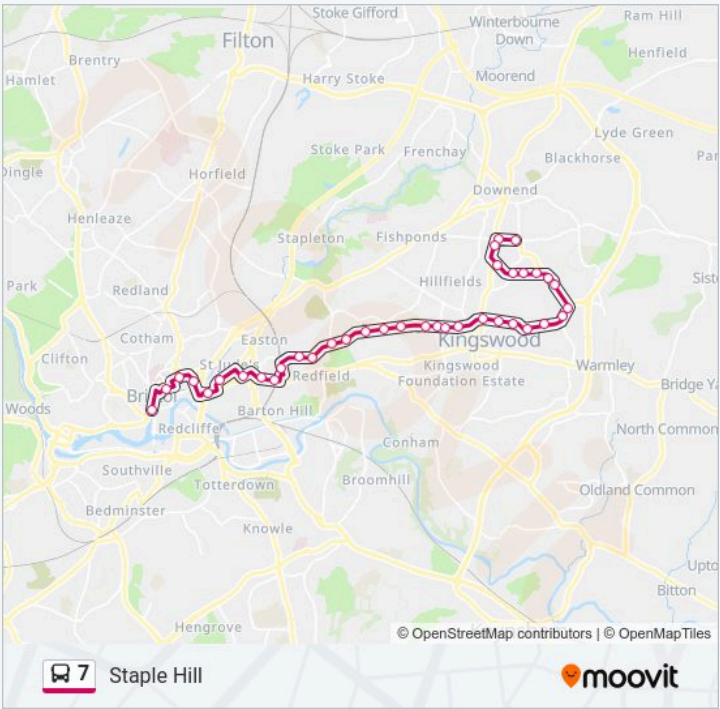 Stoke Gifford
Ram Hill
Winterbourne
Down
Filton
Henfield
Brentry
Hamlet
Harry Stoke
Moorend
Lyde Green
Stoke Park
Frenchay
Blackhorse
Par
Dingle
Horfield
Downend
Henleaze
Stapleton
Fishponds
Park
Redland
Hillfields
Sist
Cotham
Easton
Kingswood
Clifton
St Jude's
Redfield
Kingswood
Foundation Estate
Warmley
Bridge Ya
Woods
Barton Hill
Redcliffe
North Common
Conham
Southville
Totterdown
Broomhill
Oldland Common
Bedminster
Knowle
Upto
Bitton
Hengrove
© OpenStreetMap contributors | © OpenMapTiles
7 Staple Hill
moovit